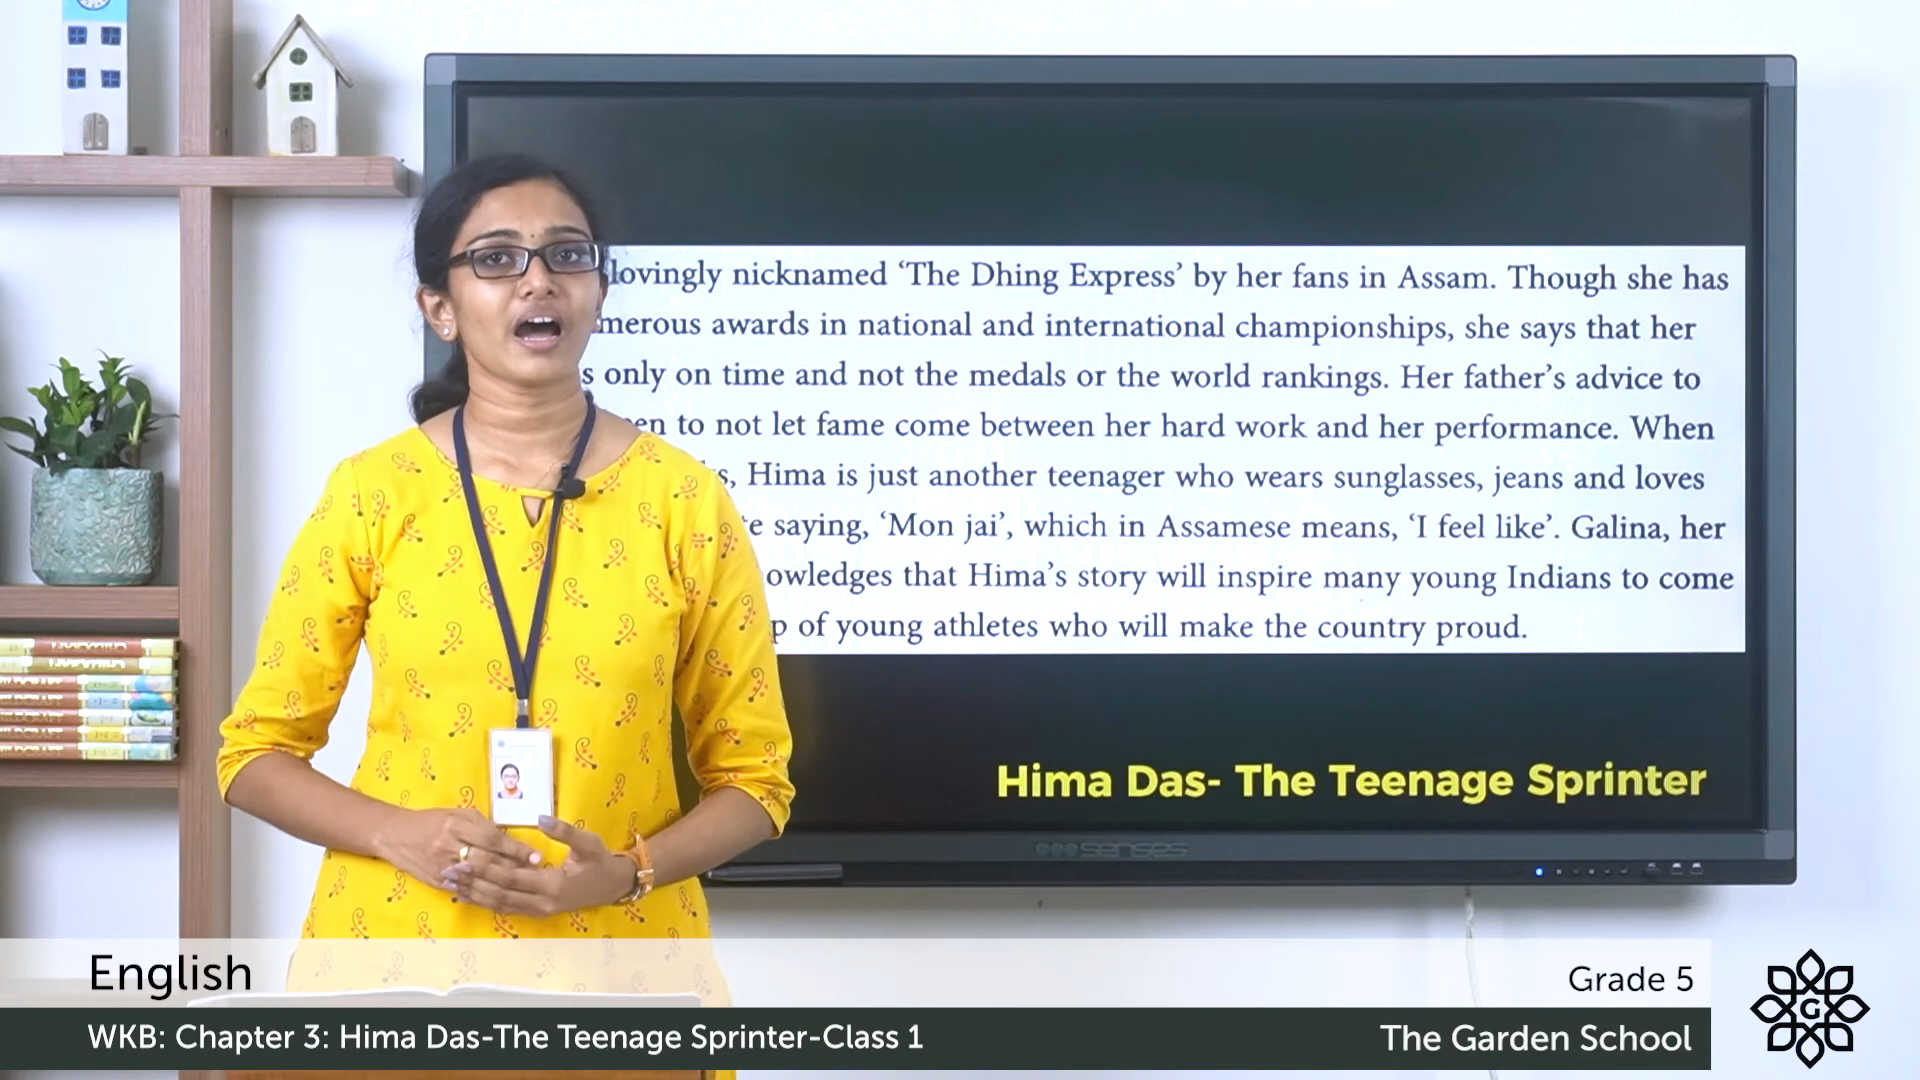 lovingly nicknamed ‘The Dhing Express’ by her fans in Assam. Though she has
awards in national and international championships, she says that her
only on time and not the medals or the world rankings. Her father’s advice to
to not let fame come between her hard work and her performance. When
Hima is just another teenager who wears sunglasses, jeans and loves
saying, ‘Mon jai’, which in Assamese means, ‘I feel like’. Galina, her
that Hima’s story will inspire many young Indians to come
of young athletes who will make the country proud.
Hima Das- The Teenage Sprinter
senses
English
Grade 5
WKB: Chapter 3: Hima Das-The Teenage Sprinter-Class 1
The Garden School
G